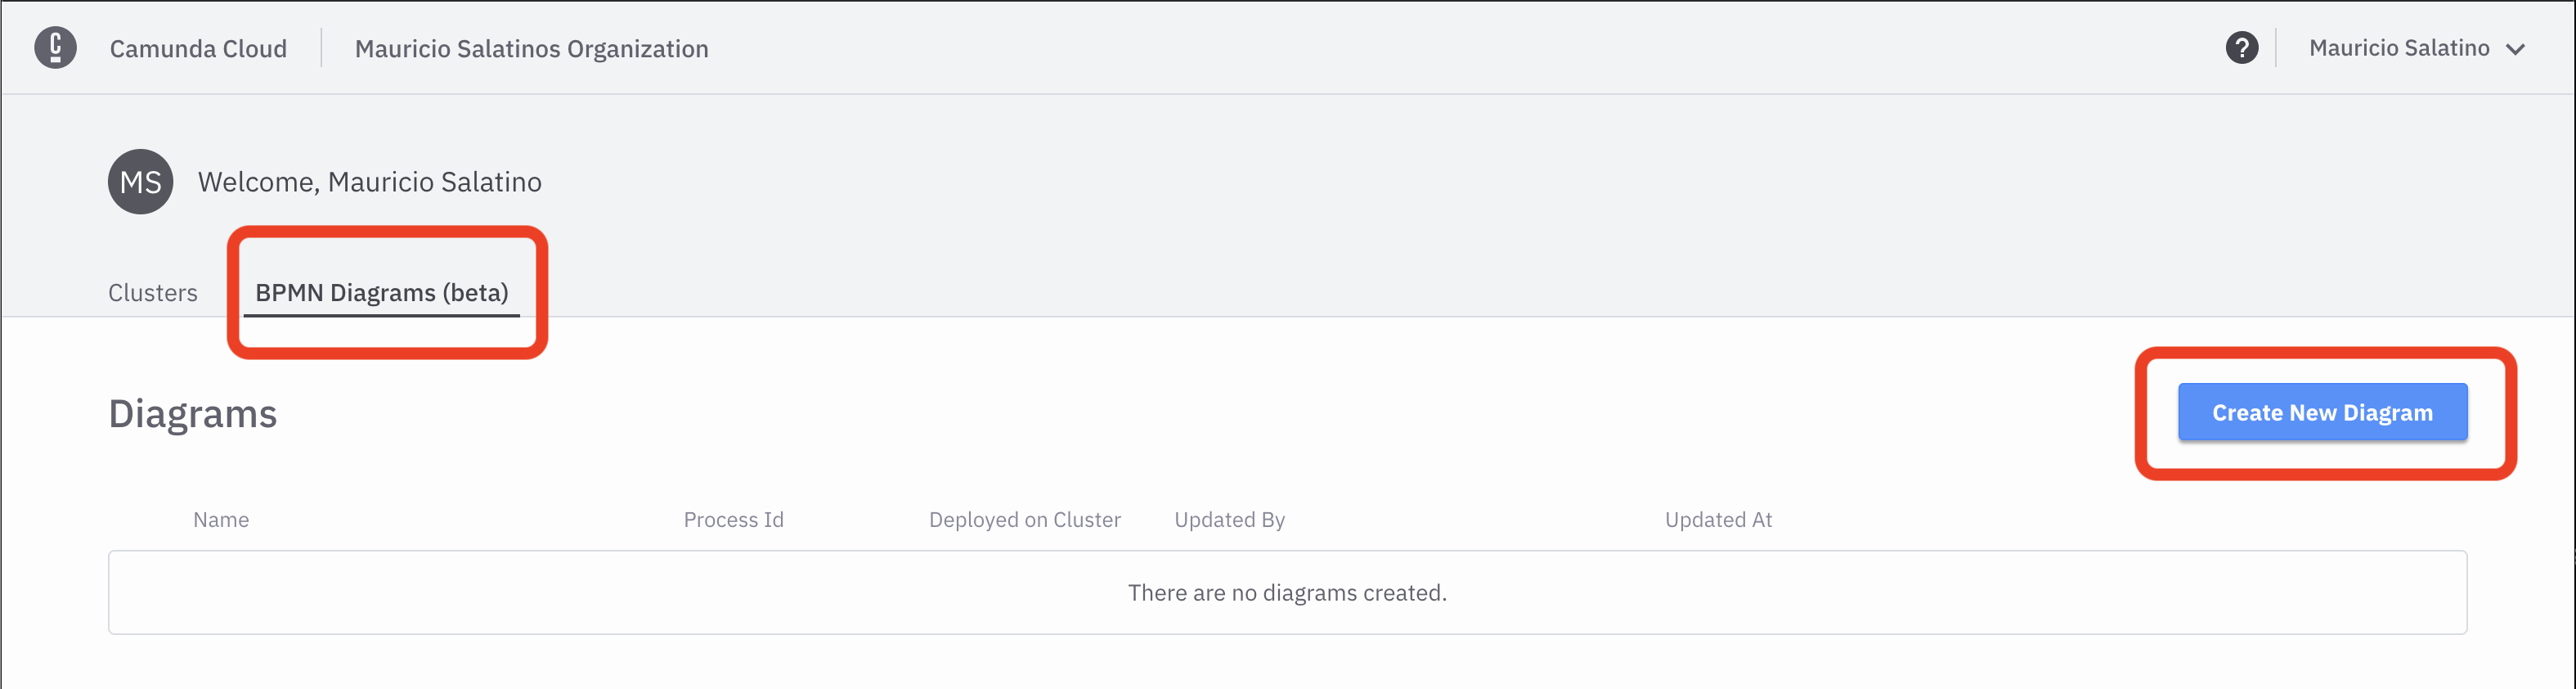 Camunda Cloud
Mauricio Salatinos Organization
?
Mauricio Salatino
MS
Welcome, Mauricio Salatino
Clusters
BPMN Diagrams (beta)
Diagrams
Create New Diagram
Name
Process Id
Deployed on Cluster
Updated By
Updated At
There are no diagrams created.